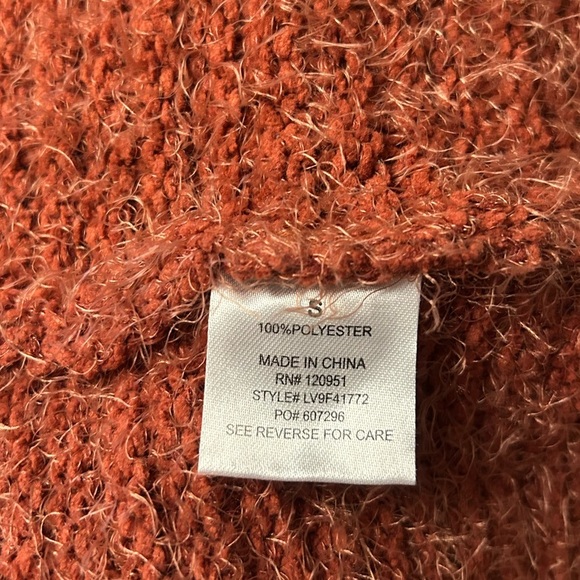 S
100%POLYESTER
MADE IN CHINA
RN# 120951
STYLE# LV9F41772
PO# 607296
SEE REVERSE FOR CARE